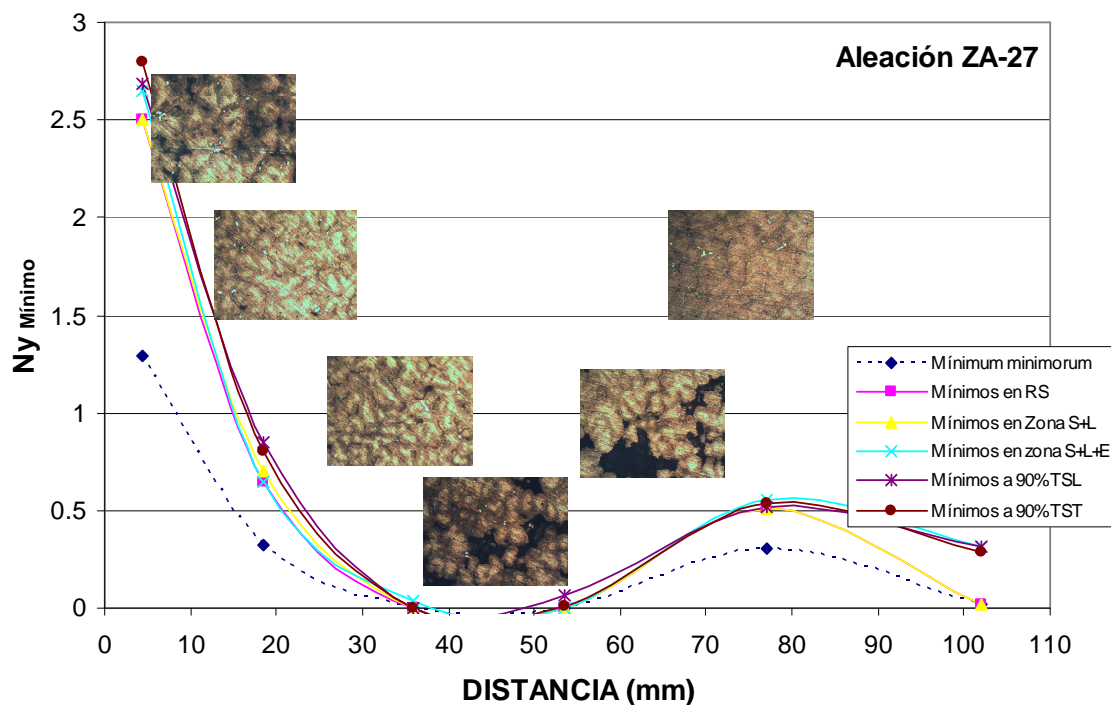 Aleación ZA-27
3
2.5
2
1.5
1
0.5
0
Ny Mínimo
0 10 20 30 40 50 60 70 80 90 100 110
DISTANCIA (mm)
Mínimum minimorum
Mínimos en RS
Mínimos en Zona S+L
Mínimos en zona S+L+E
Mínimos a 90%TSL
Mínimos a 90%TST